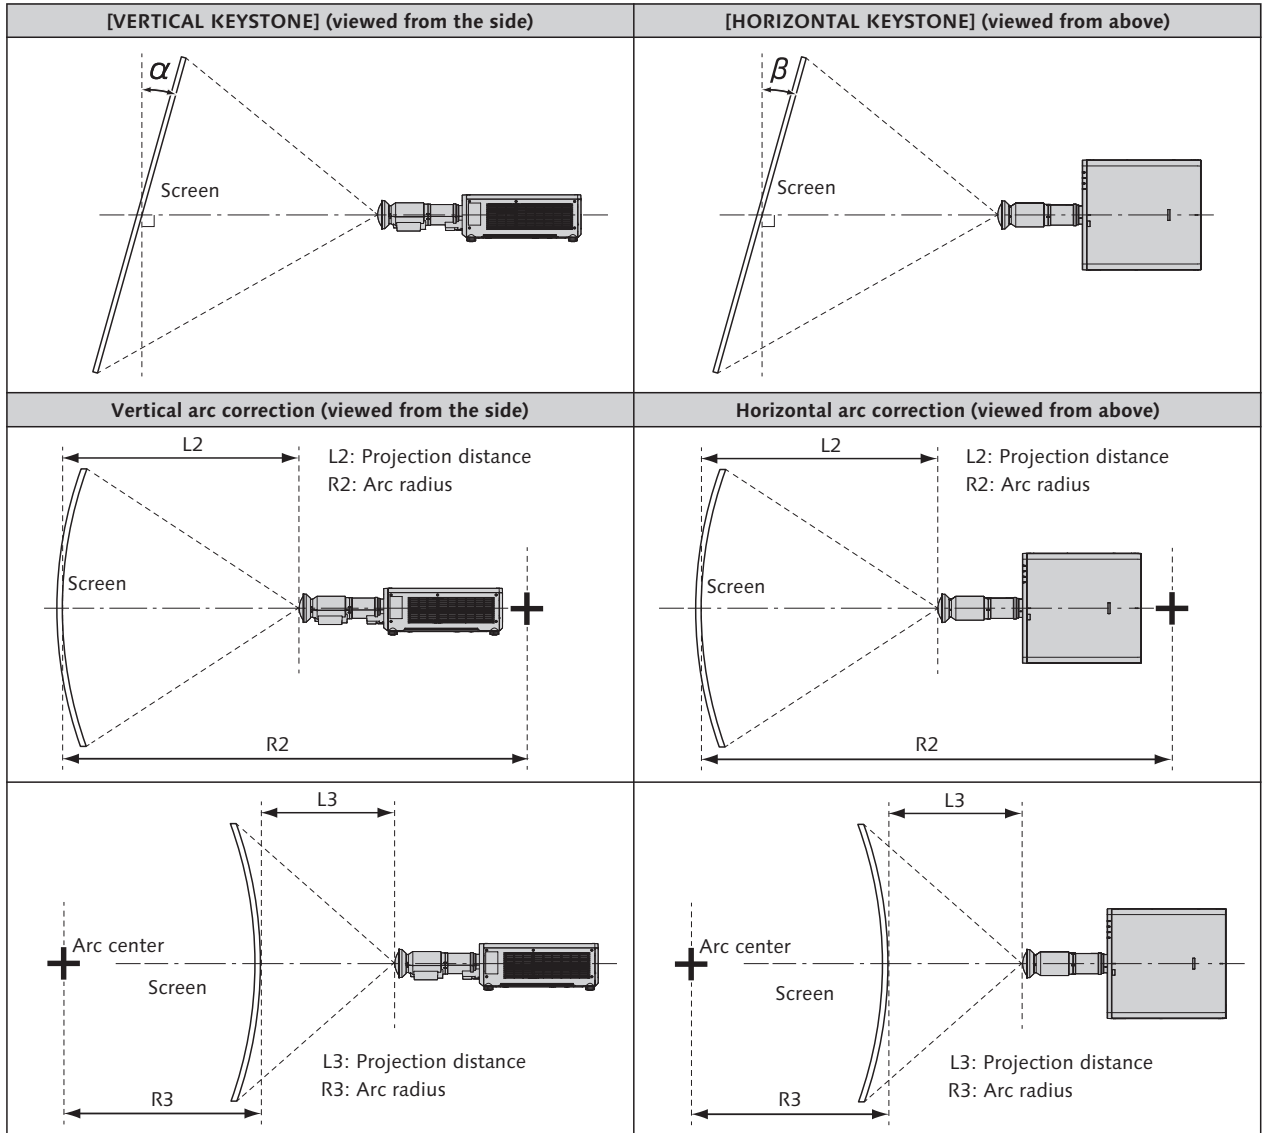 [VERTICAL KEYSTONE] (viewed from the side)
[HORIZONTAL KEYSTONE] (viewed from above)
α
Screen
β
Screen
Vertical arc correction (viewed from the side)
Horizontal arc correction (viewed from above)
L2
L2: Projection distance
R2: Arc radius
Screen
R2
L2
L2: Projection distance
R2: Arc radius
Screen
R2
L3
Arc center
Screen
L3: Projection distance
R3: Arc radius
R3
L3
Arc center
Screen
L3: Projection distance
R3: Arc radius
R3